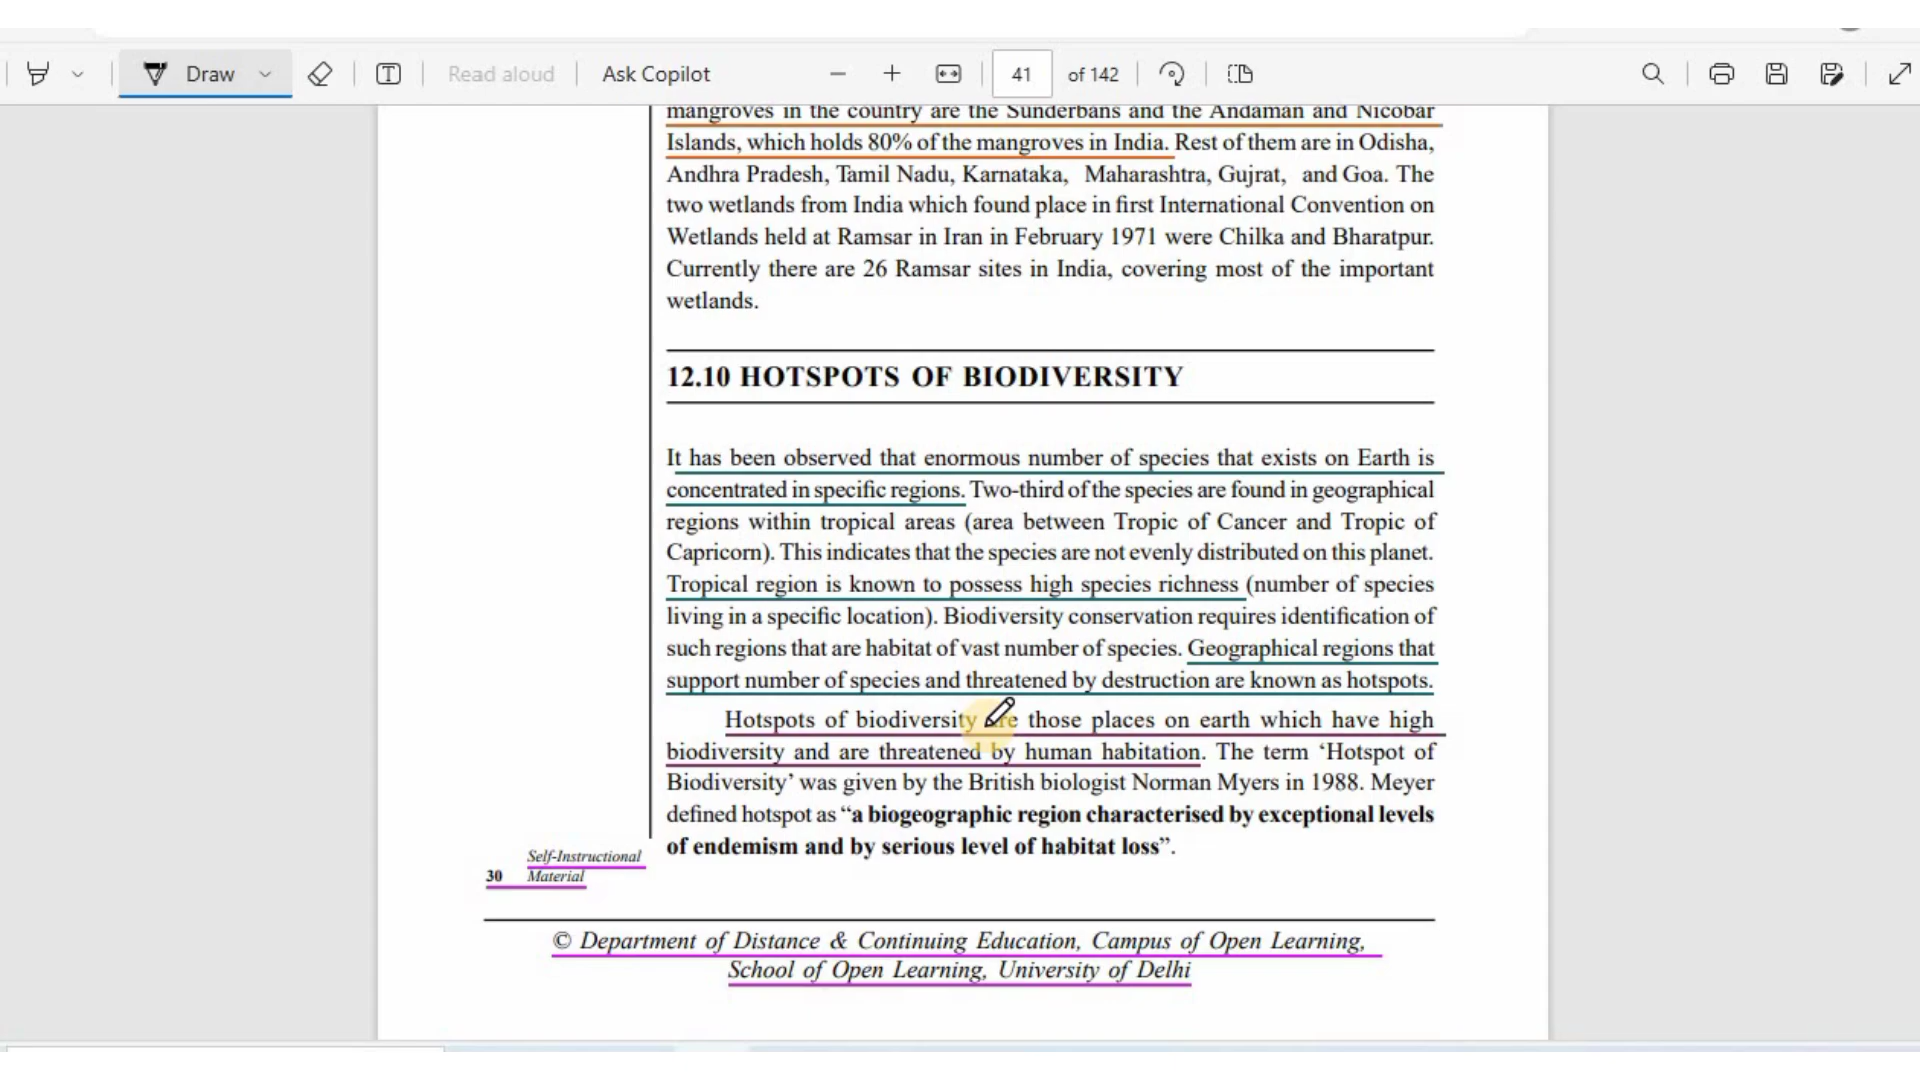 Draw
Read aloud
Ask Copilot
41
of 142
mangroves in the country are the Sunderbans and the Andaman and Nicobar
Islands, which holds 80% of the mangroves in India. Rest of them are in Odisha,
Andhra Pradesh, Tamil Nadu, Karnataka, Maharashtra, Gujrat, and Goa. The
two wetlands from India which found place in first International Convention on
Wetlands held at Ramsar in Iran in February 1971 were Chilka and Bharatpur.
Currently there are 26 Ramsar sites in India, covering most of the important
wetlands.
12.10 HOTSPOTS OF BIODIVERSITY
It has been observed that enormous number of species that exists on Earth is
concentrated in specific regions. Two-third of the species are found in geographical
regions within tropical areas (area between Tropic of Cancer and Tropic of
Capricorn). This indicates that the species are not evenly distributed on this planet.
Tropical region is known to possess high species richness (number of species
living in a specific location). Biodiversity conservation requires identification of
such regions that are habitat of vast number of species. Geographical regions that
support number of species and threatened by destruction are known as hotspots.
Hotspots of biodiversity are those places on earth which have high
biodiversity and are threatened by human habitation. The term ‘Hotspot of
Biodiversity’ was given by the British biologist Norman Myers in 1988. Meyer
defined hotspot as “a biogeographic region characterised by exceptional levels
of endemism and by serious level of habitat loss”.
Self-Instructional
30 Material
© Department of Distance & Continuing Education, Campus of Open Learning,
School of Open Learning, University of Delhi